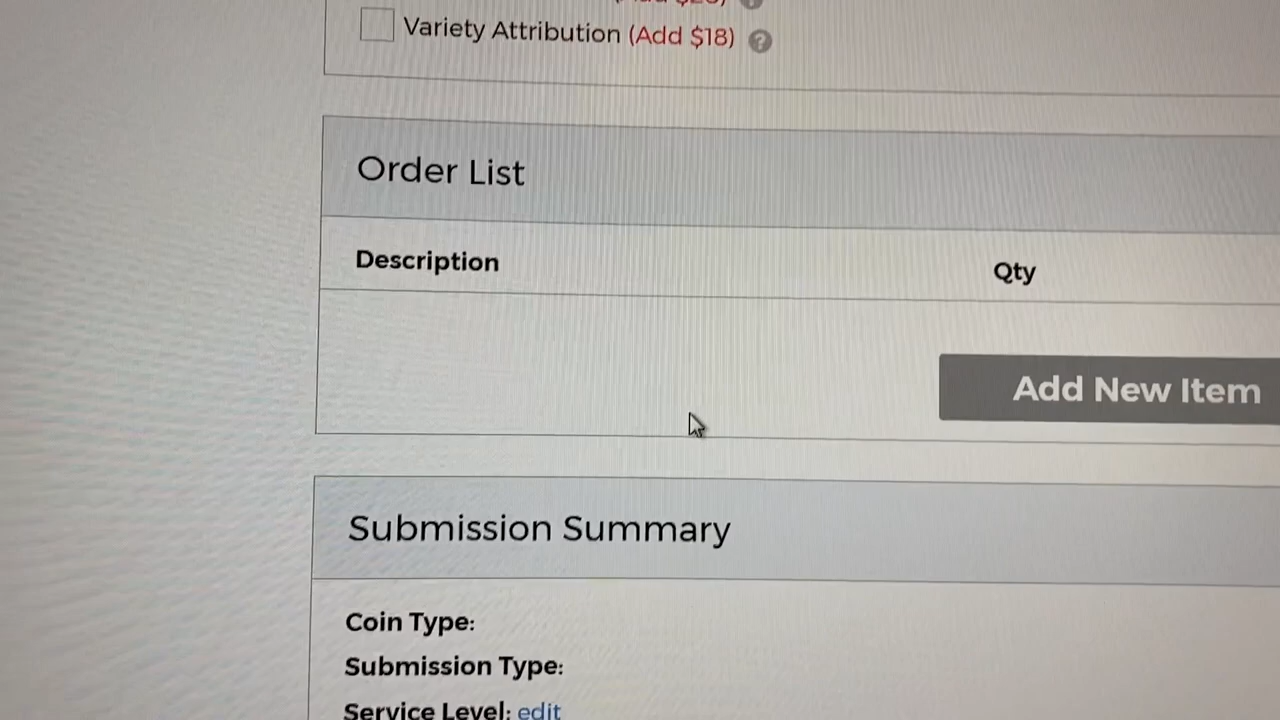 Variety Attribution (Add $18) ?
Order List
Description Qty
Add New Item
Submission Summary
Coin Type:
Submission Type:
Service Level: edit